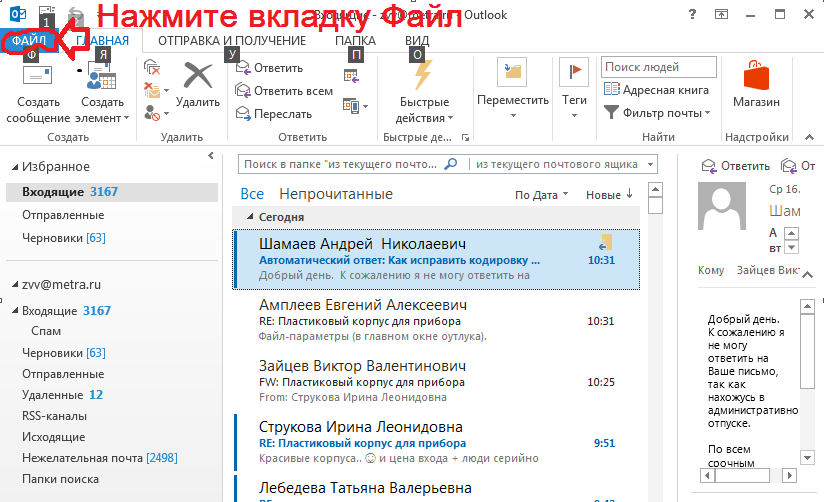 Нажмите вкладку Файл
Входящие - zvv@metra.ru - Outlook
1
ФАЙЛ
ГЛАВНАЯ
ОТПРАВКА И ПОЛУЧЕНИЕ
ПАПКА
ВИД
Ф
Я
У
П
О
Создать сообщение
Создать элемент
Удалить
Ответить
Ответить всем
Переслать
Быстрые действия
Переместить
Теги
Поиск людей
Адресная книга
Фильтр почты
Магазин
Создать
Удалить
Ответить
Быстрые де...
Найти
Надстройки
Избранное
Входящие 3167
Отправленные
Черновики [63]
zvv@metra.ru
Входящие 3167
Спам
Черновики [63]
Отправленные
Удаленные 12
RSS-каналы
Исходящие
Нежелательная почта [2498]
Папки поиска
Поиск в папке "из текущего почто...
из текущего почтового ящика
Все Непрочитанные
По Дата Новые
Сегодня
Шамаев Андрей Николаевич
Автоматический ответ: Как исправить кодировку ... 10:31
Добрый день. К сожалению я не могу ответить на
Амплеев Евгений Алексеевич
RE: Пластиковый корпус для прибора 10:31
Файл-параметры (в главном окне оутлука).
Зайцев Виктор Валентинович
FW: Пластиковый корпус для прибора 10:25
From: Струкова Ирина Леонидовна
Струкова Ирина Леонидовна
RE: Пластиковый корпус для прибора 9:51
Красивые корпуса.. ☺ и цена входа + люди серийно
Лебедева Татьяна Валерьевна
Ответить
От
Ср 16.
Шам
А
вт
Кому Зайцев Викт
Добрый день.
К сожалению я
не могу
ответить на
Ваше письмо,
так как
нахожусь в
административно
отпуске.
По всем
срочным